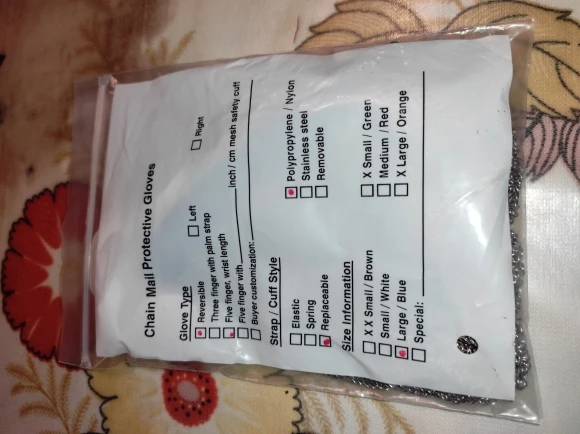 Chain Mail Protective Gloves
Glove Type
Reversible Left Right
Three finger with palm strap
Five finger, wrist length
Five finger with inch / cm mesh safety cuff
Buyer customization:
Strap / Cuff Style
Elastic Polypropylene / Nylon
Spring Stainless steel
Replaceable Removable
Size Information
X X Small / Brown X Small / Green
Small / White Medium / Red
Large / Blue X Large / Orange
Special: